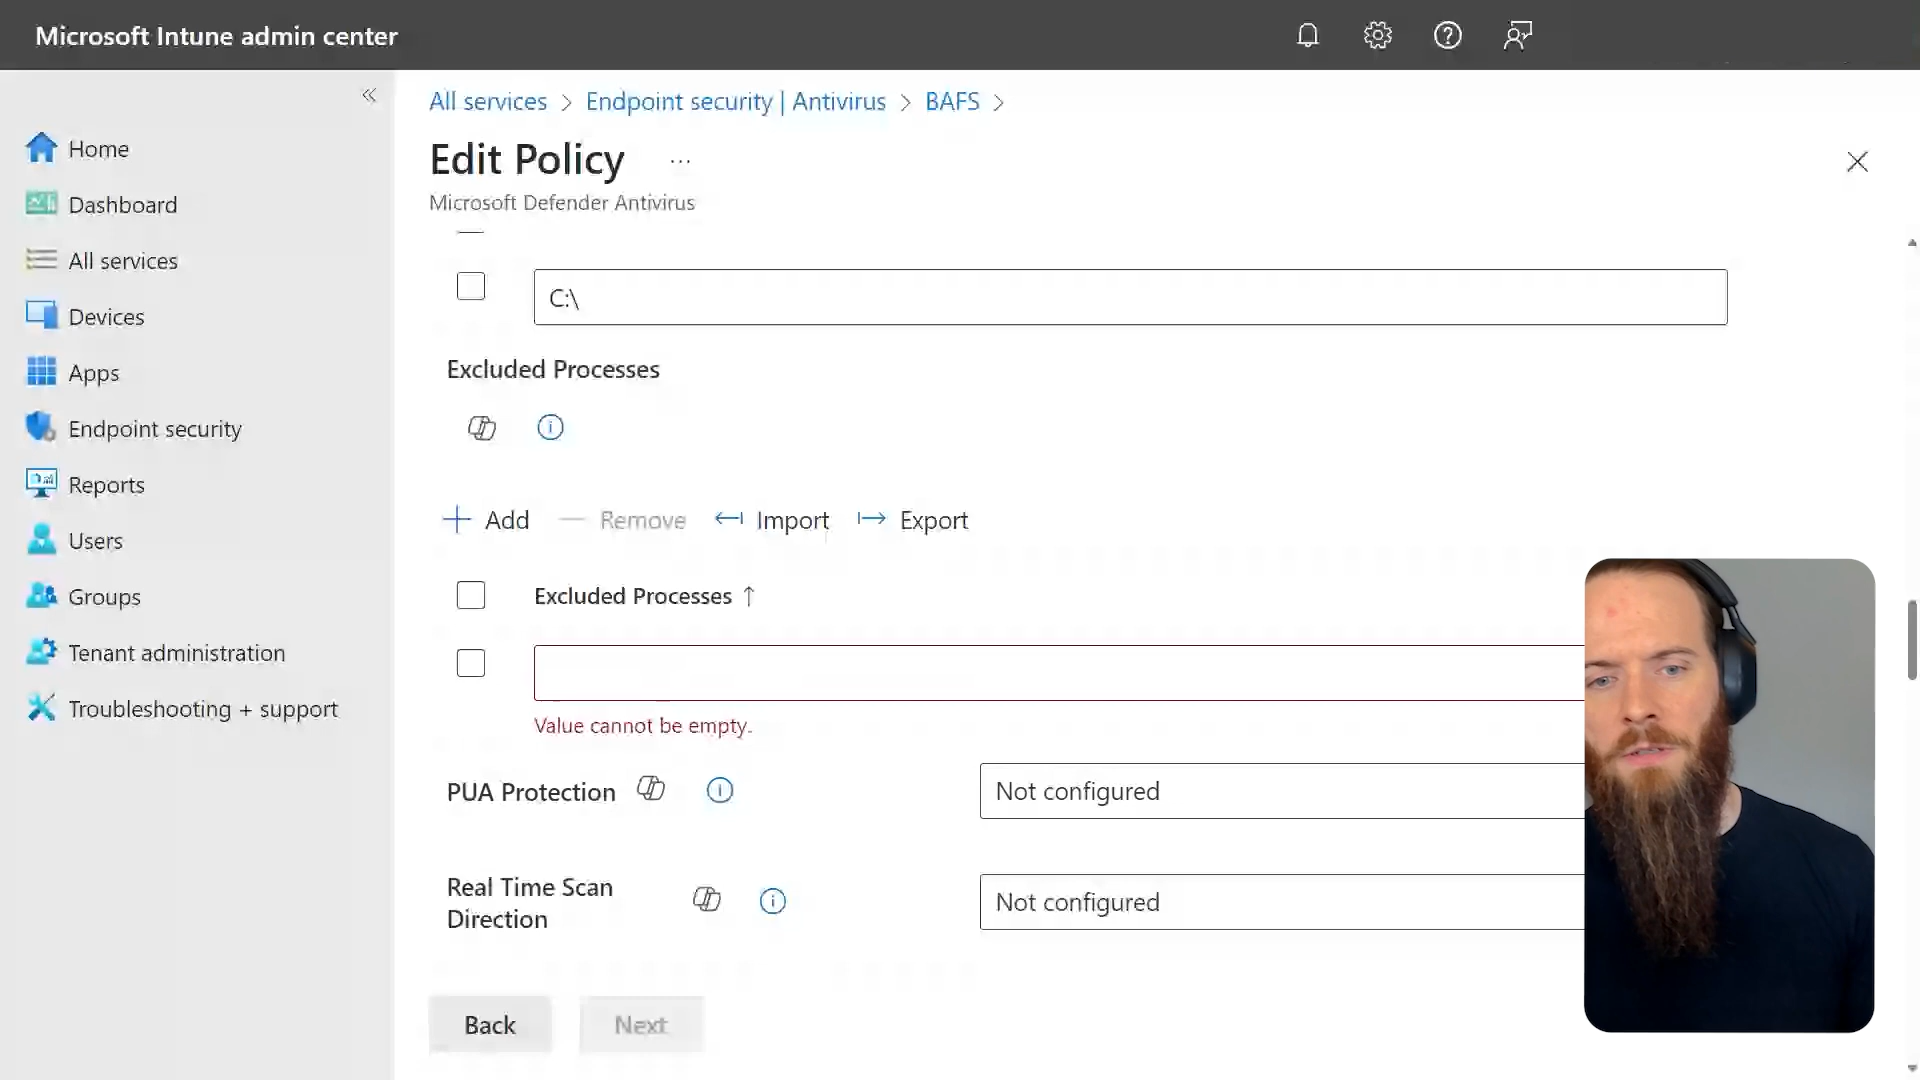 Microsoft Intune admin center
All services > Endpoint security | Antivirus > BAFS >
Edit Policy ...
Microsoft Defender Antivirus
Home
Dashboard
All services
Devices
Apps
Endpoint security
Reports
Users
Groups
Tenant administration
Troubleshooting + support
C:\
Excluded Processes
Add Remove Import Export
Excluded Processes ↑
Value cannot be empty.
PUA Protection Not configured
Real Time Scan
Direction Not configured
Back Next